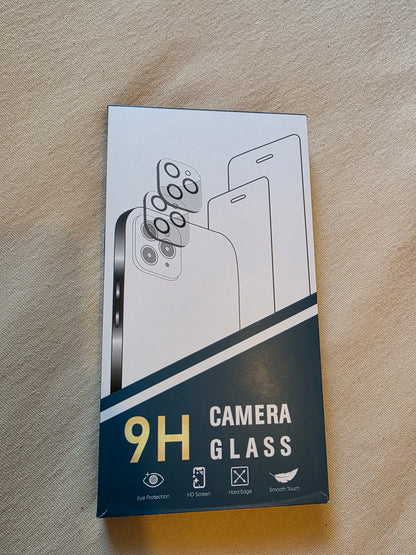 9H CAMERA
GLASS
Eye Protection HD Screen Hard Edge Smooth Touch